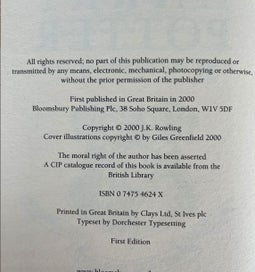 All rights reserved; no part of this publication may be reproduced or
transmitted by any means, electronic, mechanical, photocopying or otherwise,
without the prior permission of the publisher
First published in Great Britain in 2000
Bloomsbury Publishing Plc, 38 Soho Square, London, W1V 5DF
Copyright © 2000 J.K. Rowling
Cover illustrations copyright © by Giles Greenfield 2000
The moral right of the author has been asserted
A CIP catalogue record of this book is available from the
British Library
ISBN 0 7475 4624 X
Printed in Great Britain by Clays Ltd, St Ives plc
Typeset by Dorchester Typesetting
First Edition